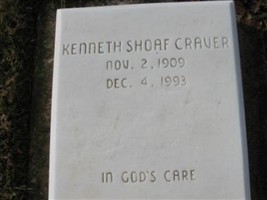 KENNETH SHOAF CRAVER
NOV. 2, 1909
DEC. 4, 1993
IN GOD'S CARE